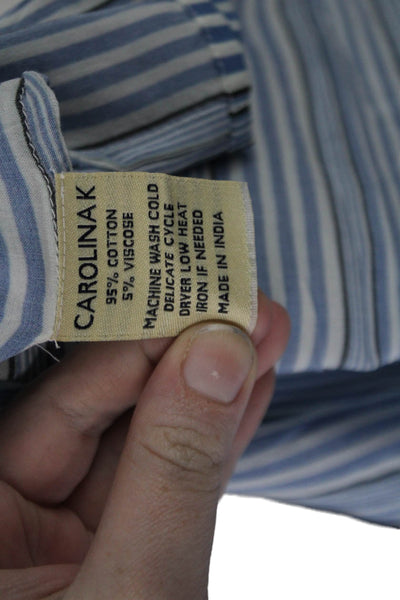 CAROLINA K
95% COTTON
5% VISCOSE
MACHINE WASH COLD
DELICATE CYCLE
DRYER LOW HEAT
IRON IF NEEDED
MADE IN INDIA